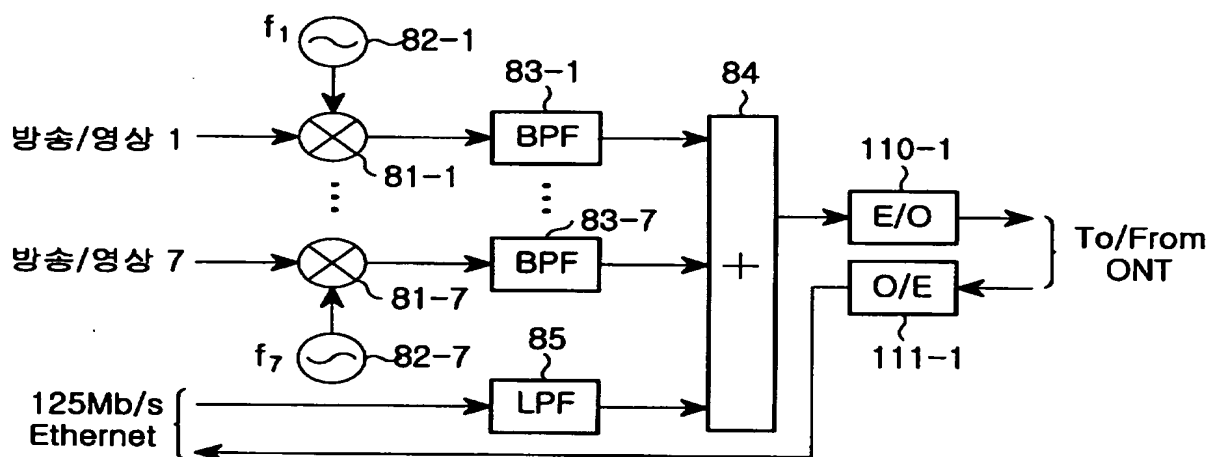 f₁
82-1
83-1
84
방송/영상 1
BPF
81-1
110-1
E/O
83-7
방송/영상 7
BPF
+
To/From
ONT
81-7
O/E
111-1
f₇
82-7
85
125Mb/s
Ethernet
LPF